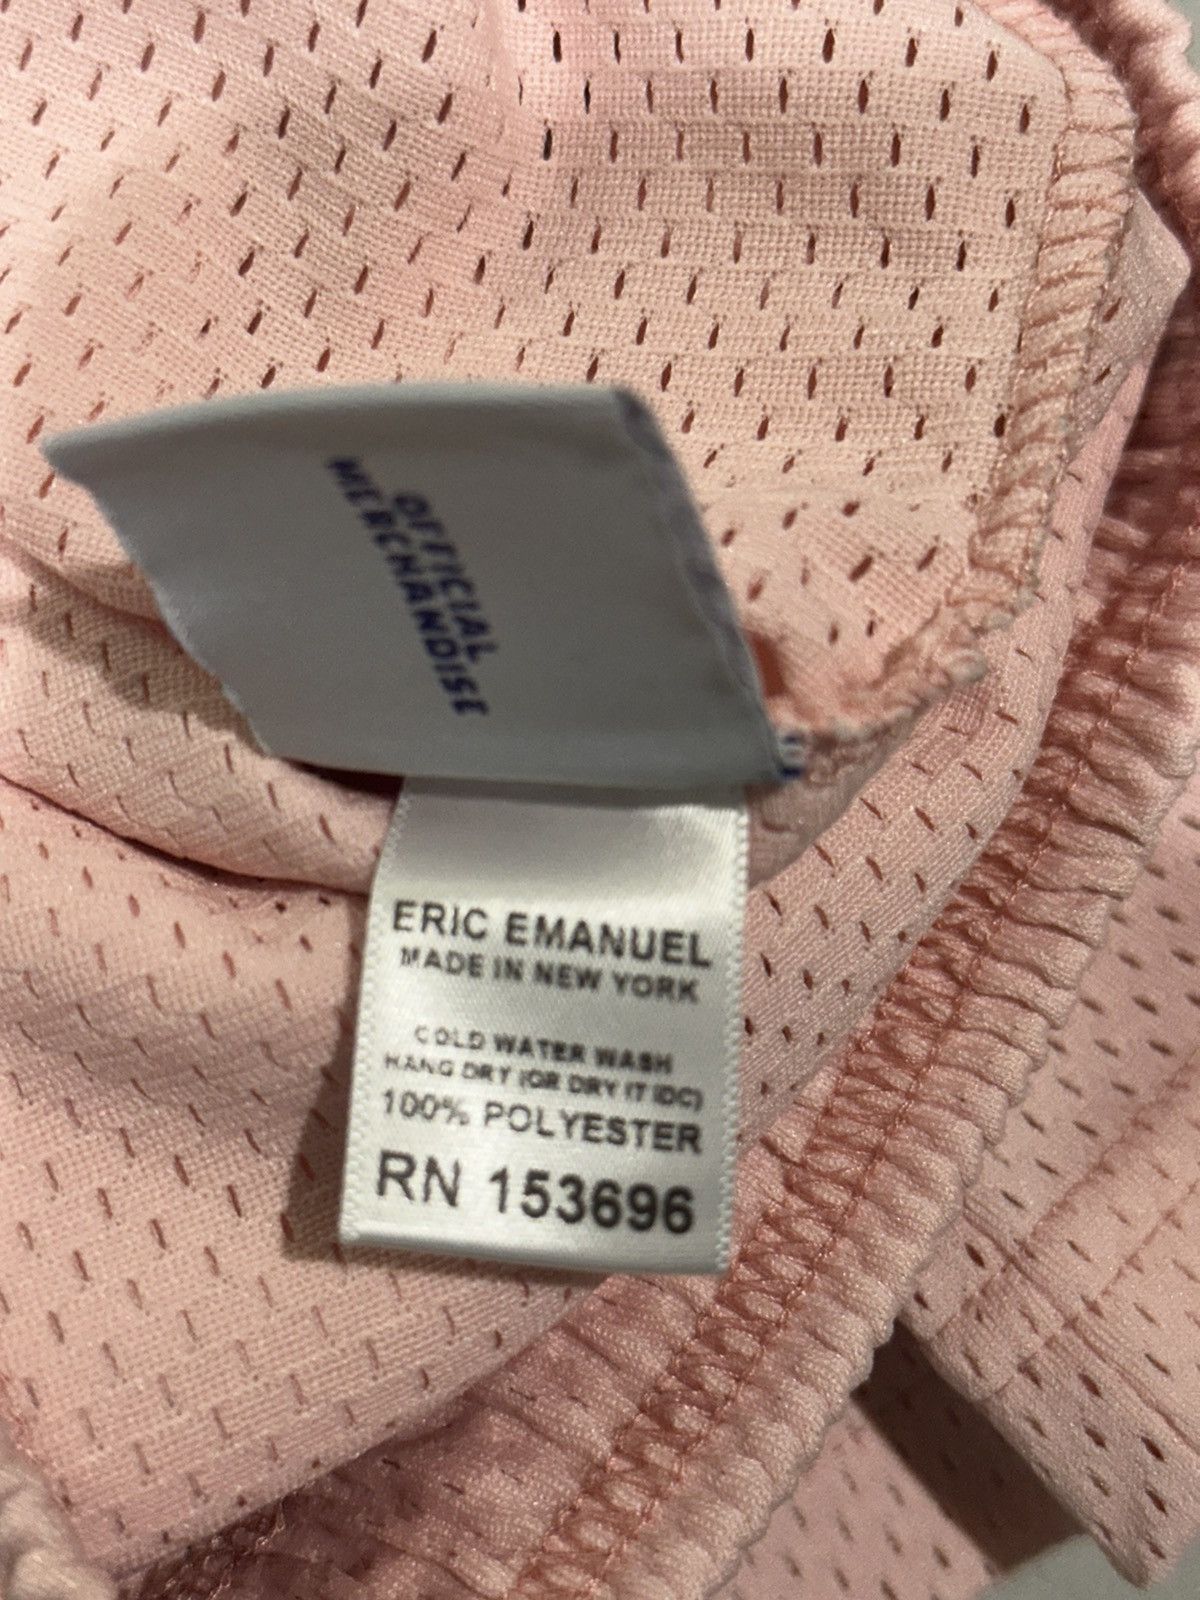 OFFICIAL
MERCHANDISE
ERIC EMANUEL
MADE IN NEW YORK
COLD WATER WASH
HANG DRY (OR DRY IT IDC)
100% POLYESTER
RN 153696